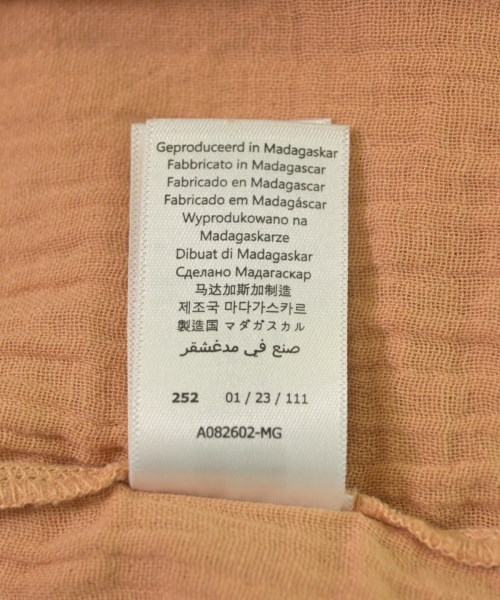 Geproduceerd in Madagaskar
Fabbricato in Madagascar
Fabricado en Madagascar
Fabricado em Madagáscar
Wyprodukowano na
Madagaskarze
Dibuat di Madagaskar
Сделано Мадагаскар
马达加斯加制造
제조국 마다가스카르
製造国 マダガスカル
صنع في مدغشقر
252 01 / 23 / 111
A082602-MG